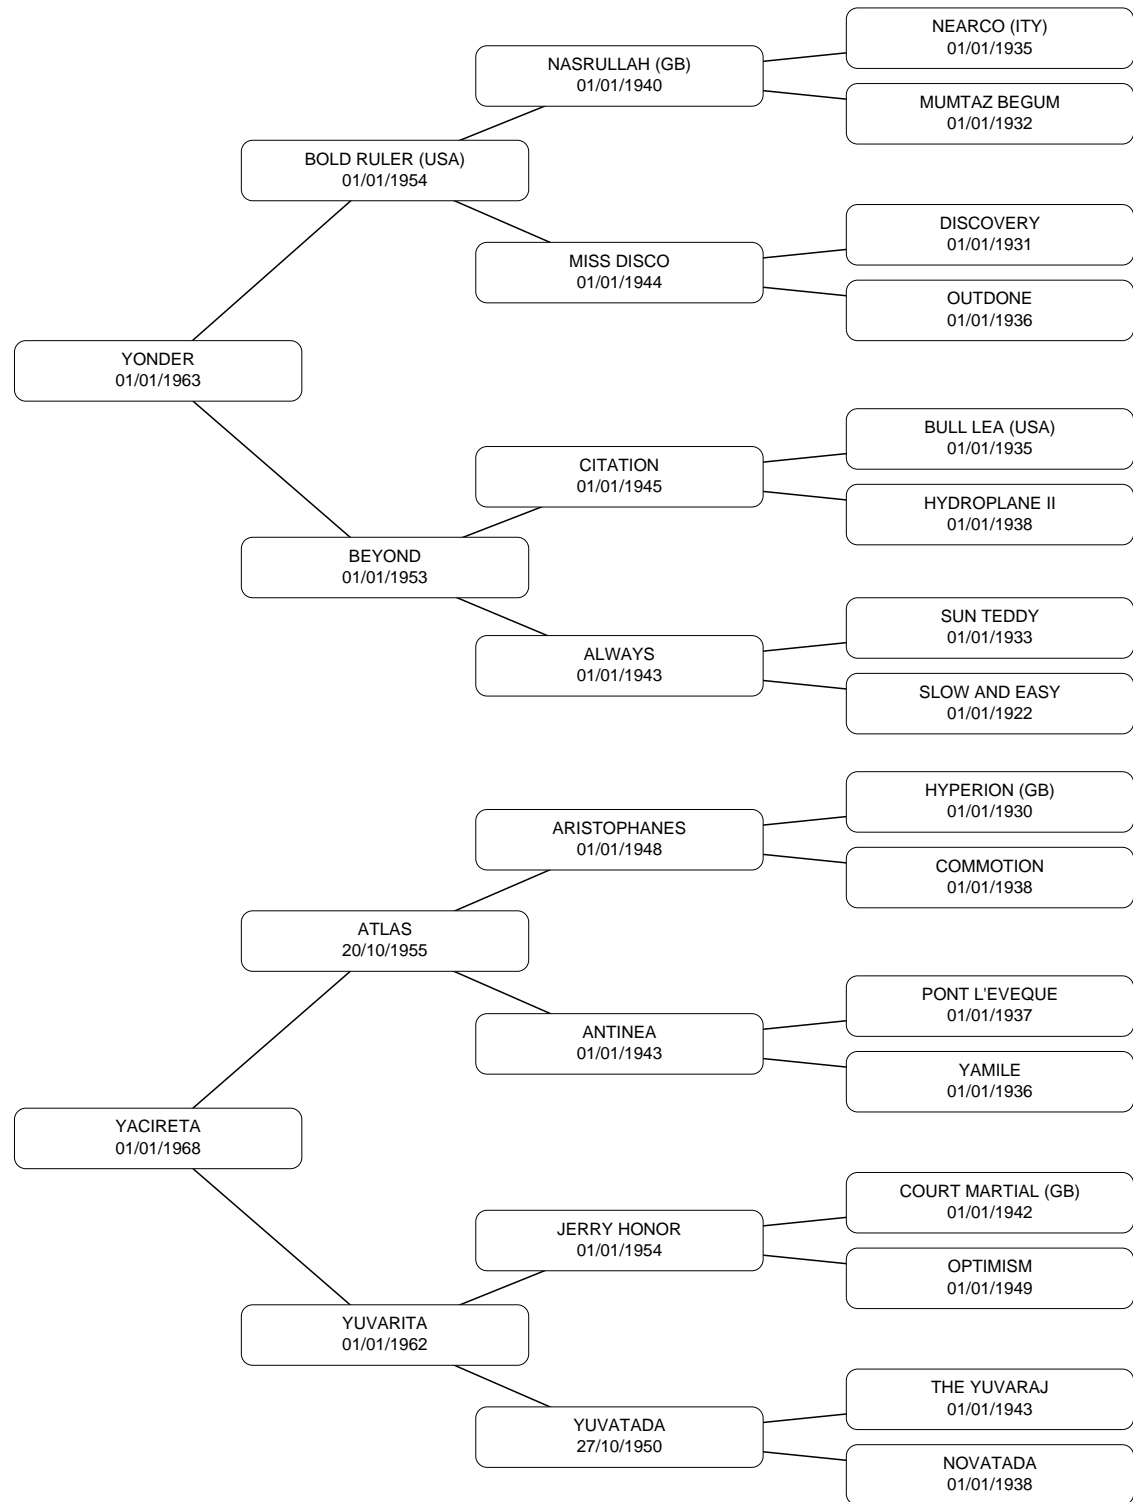 NEARCO (ITY)
01/01/1935
NASRULLAH (GB)
01/01/1940
MUMTAZ BEGUM
01/01/1932
BOLD RULER (USA)
01/01/1954
DISCOVERY
01/01/1931
MISS DISCO
01/01/1944
OUTDONE
01/01/1936
YONDER
01/01/1963
BULL LEA (USA)
01/01/1935
CITATION
01/01/1945
HYDROPLANE II
01/01/1938
BEYOND
01/01/1953
SUN TEDDY
01/01/1933
ALWAYS
01/01/1943
SLOW AND EASY
01/01/1922
HYPERION (GB)
01/01/1930
ARISTOPHANES
01/01/1948
COMMOTION
01/01/1938
ATLAS
20/10/1955
PONT L'EVEQUE
01/01/1937
ANTINEA
01/01/1943
YAMILE
01/01/1936
YACIRETA
01/01/1968
COURT MARTIAL (GB)
01/01/1942
JERRY HONOR
01/01/1954
OPTIMISM
01/01/1949
YUVARITA
01/01/1962
THE YUVARAJ
01/01/1943
YUVATADA
27/10/1950
NOVATADA
01/01/1938